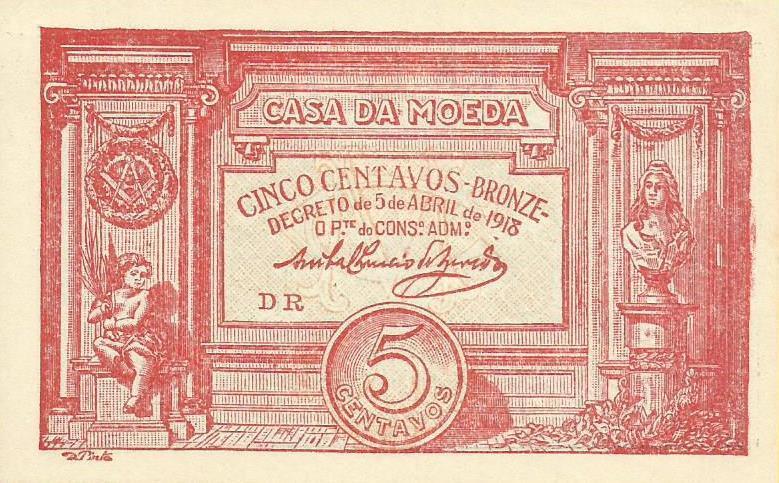 CASA DA MOEDA
CINCO CENTAVOS - BRONZE -
DECRETO de 5 de ABRIL de 1918
O P.TE do CONS.º ADM.º
DR
5
CENTAVOS